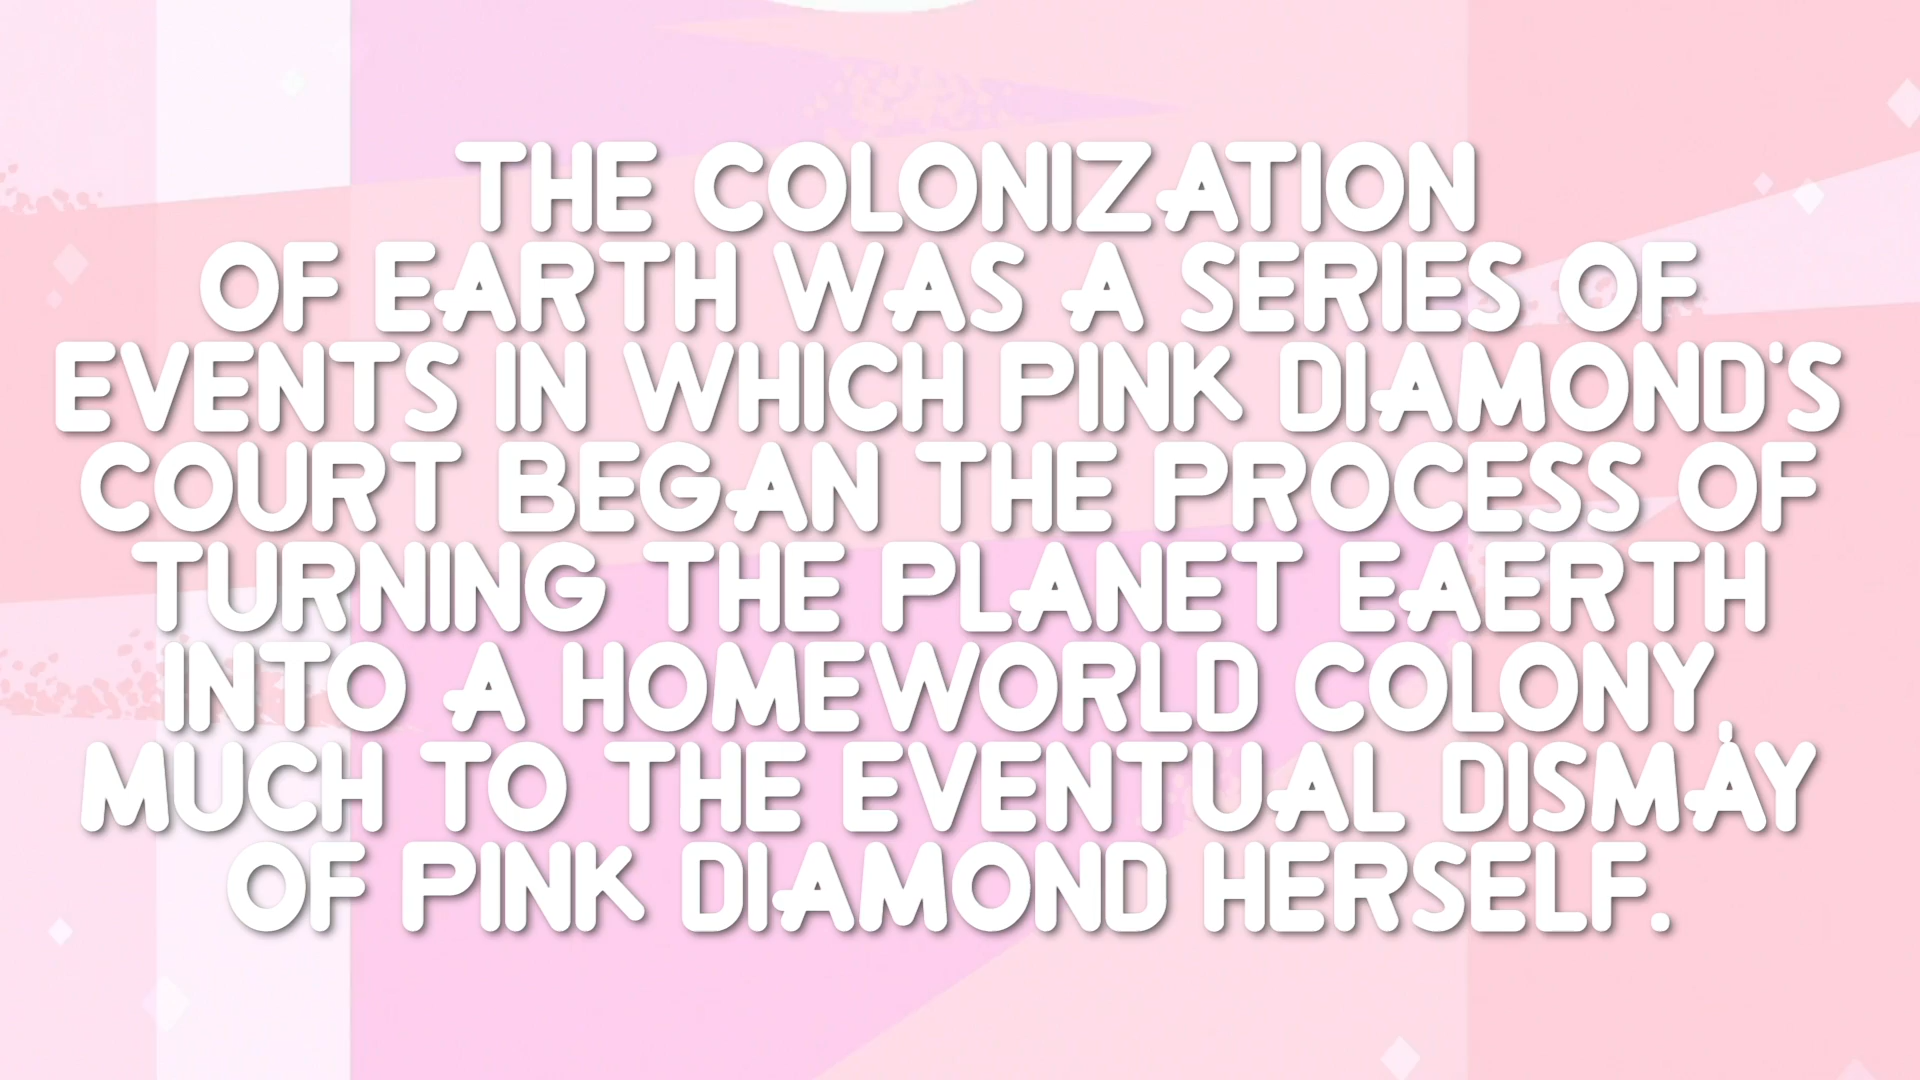 THE COLONIZATION
OF EARTH WAS A SERIES OF
EVENTS IN WHICH PINK DIAMOND'S
COURT BEGAN THE PROCESS OF
TURNING THE PLANET EAERTH
INTO A HOMEWORLD COLONY,
MUCH TO THE EVENTUAL DISMAY
OF PINK DIAMOND HERSELF.